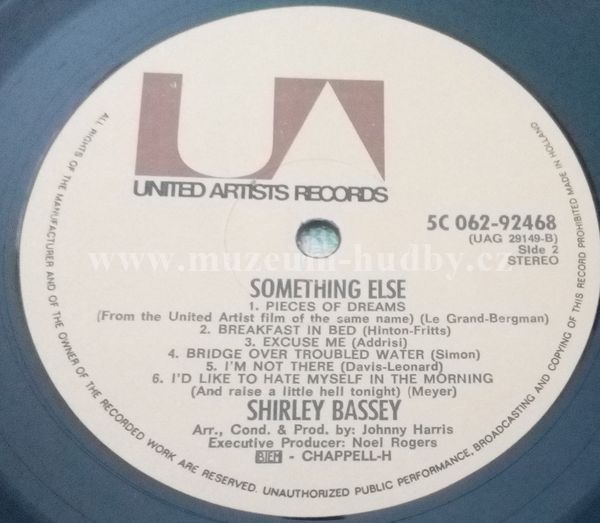 UA
UNITED ARTISTS RECORDS
5C 062-92468
(UAG 29149-B)
Side 2
STEREO
www.muzeum-hudby.cz
SOMETHING ELSE
1. PIECES OF DREAMS
(From the United Artist film of the same name) (Le Grand-Bergman)
2. BREAKFAST IN BED (Hinton-Fritts)
3. EXCUSE ME (Addrisi)
4. BRIDGE OVER TROUBLED WATER (Simon)
5. I'M NOT THERE (Davis-Leonard)
6. I'D LIKE TO HATE MYSELF IN THE MORNING
(And raise a little hell tonight) (Meyer)
SHIRLEY BASSEY
Arr., Cond. & Prod. by: Johnny Harris
Executive Producer: Noel Rogers
BIEM - CHAPPELL-H
ALL RIGHTS OF THE MANUFACTURER AND OF THE OWNER OF THE RECORDED WORK ARE RESERVED. UNAUTHORIZED PUBLIC PERFORMANCE, BROADCASTING AND COPYING OF THIS RECORD PROHIBITED MADE IN HOLLAND